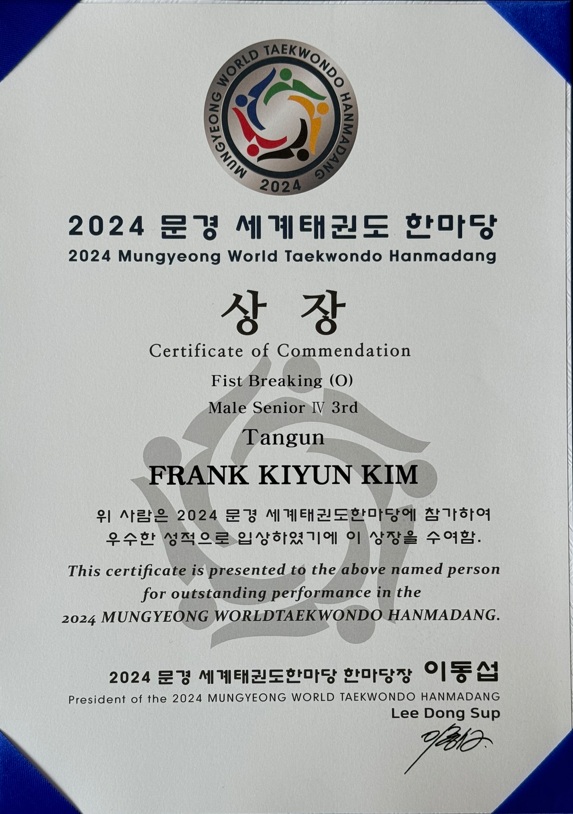 MUNGYEONG WORLD TAEKWONDO HANMADANG
2024
2024 문경 세계태권도 한마당
2024 Mungyeong World Taekwondo Hanmadang
상 장
Certificate of Commendation
Fist Breaking (O)
Male Senior Ⅳ 3rd
Tangun
FRANK KIYUN KIM
위 사람은 2024 문경 세계태권도한마당에 참가하여
우수한 성적으로 입상하였기에 이 상장을 수여함.
This certificate is presented to the above named person
for outstanding performance in the
2024 MUNGYEONG WORLDTAEKWONDO HANMADANG.
2024 문경 세계태권도한마당 한마당장 이동섭
President of the 2024 MUNGYEONG WORLD TAEKWONDO HANMADANG
Lee Dong Sup